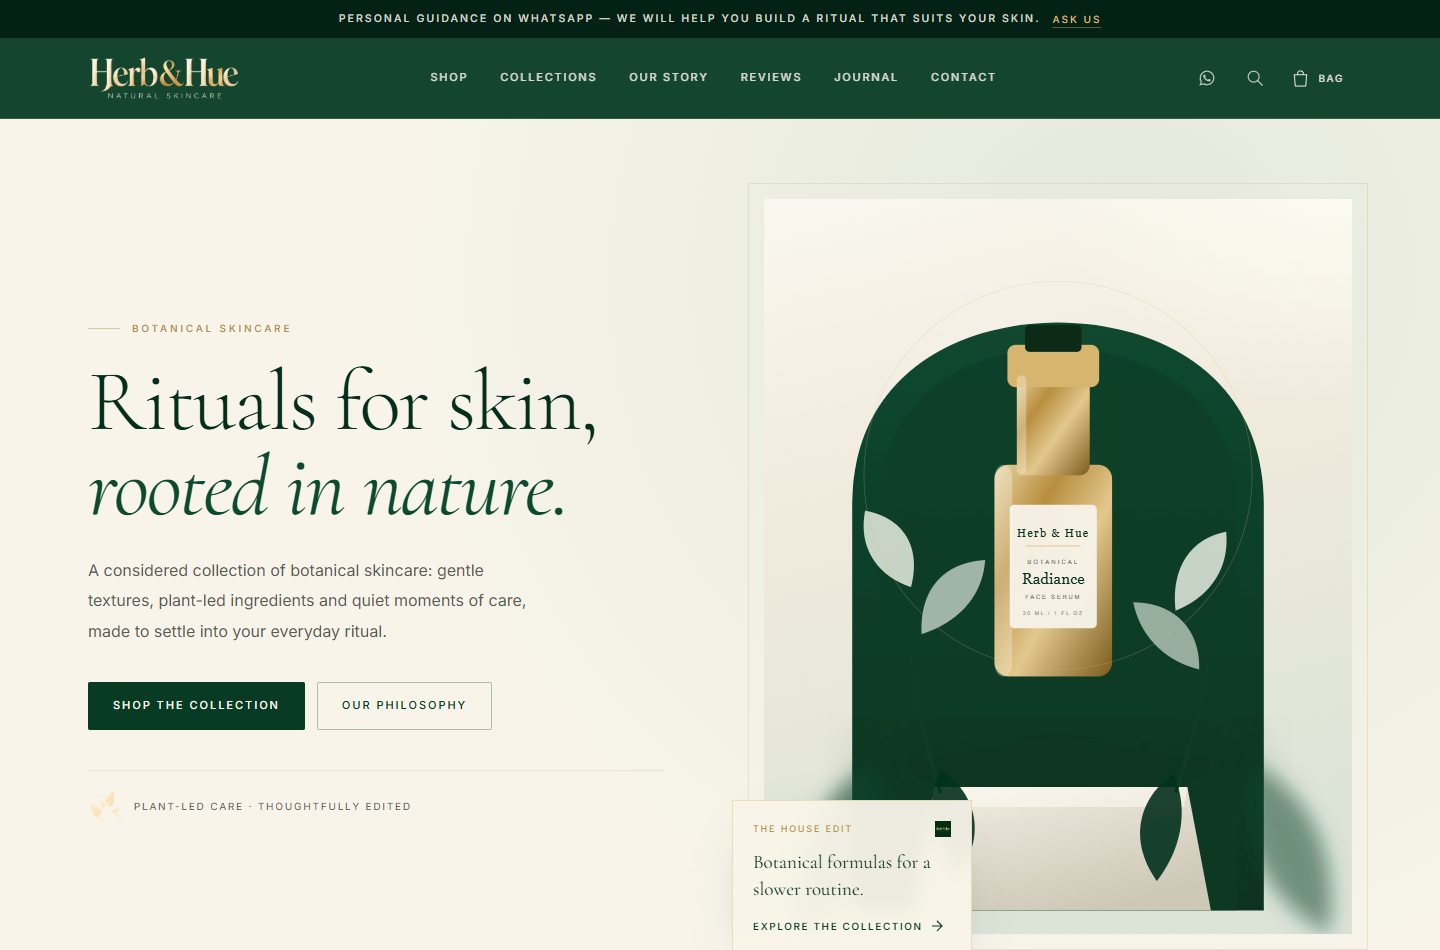 PERSONAL GUIDANCE ON WHATSAPP — WE WILL HELP YOU BUILD A RITUAL THAT SUITS YOUR SKIN. ASK US
Herb&Hue
NATURAL SKINCARE
SHOP COLLECTIONS OUR STORY REVIEWS JOURNAL CONTACT
BAG
BOTANICAL SKINCARE
Rituals for skin,
rooted in nature.
A considered collection of botanical skincare: gentle
textures, plant-led ingredients and quiet moments of care,
made to settle into your everyday ritual.
SHOP THE COLLECTION
OUR PHILOSOPHY
PLANT-LED CARE · THOUGHTFULLY EDITED
Herb & Hue
BOTANICAL
Radiance
FACE SERUM
30 ML / 1 FL OZ
THE HOUSE EDIT
Botanical formulas for a
slower routine.
EXPLORE THE COLLECTION